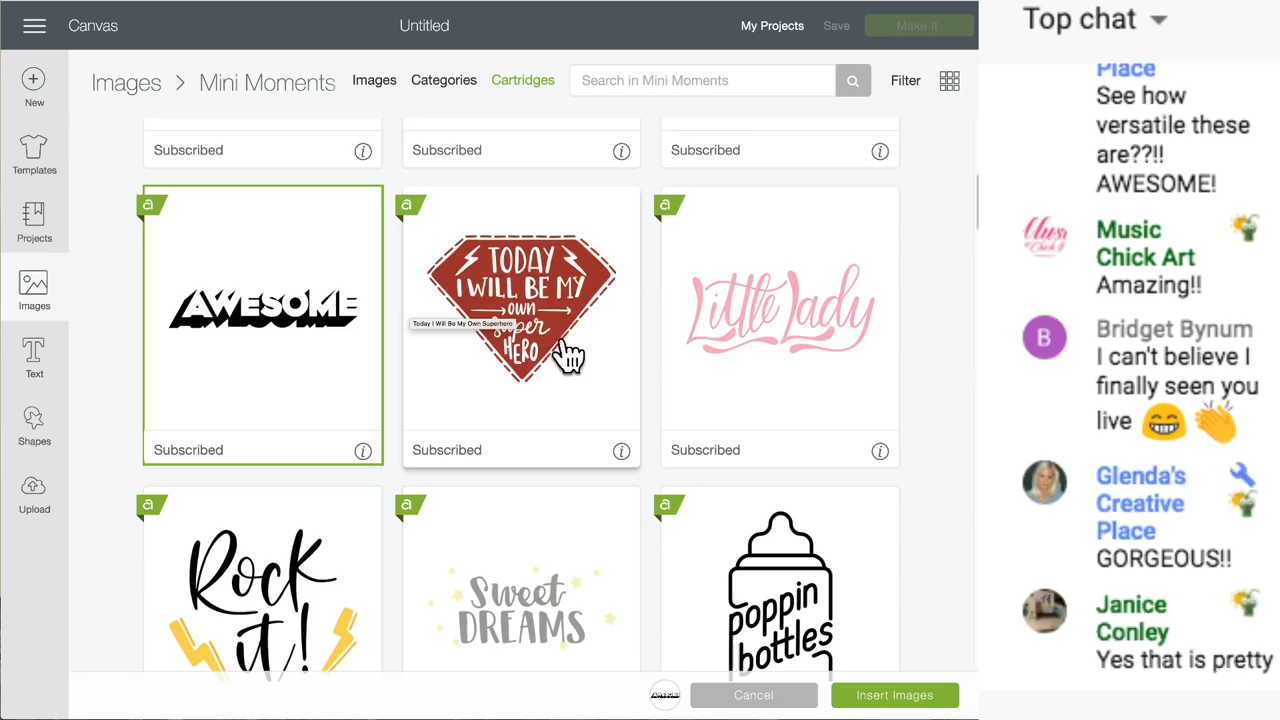 Canvas
Untitled
My Projects
Save
Make It
Top chat
New
Templates
Projects
Images
Text
Shapes
Upload
Images > Mini Moments
Images
Categories
Cartridges
Search in Mini Moments
Filter
Subscribed
Subscribed
Subscribed
a
AWESOME
Subscribed
a
TODAY
I WILL BE MY
OWN
Super
HERO
Today I Will Be My Own Superhero
Subscribed
a
Little Lady
Subscribed
a
Rock
it!
a
Sweet
DREAMS
a
poppin
bottles
AWESOME
Cancel
Insert Images
Place
See how
versatile these
are??!!
AWESOME!
Music
Chick Art
Amazing!!
B
Bridget Bynum
I can't believe I
finally seen you
live
Glenda's
Creative
Place
GORGEOUS!!
Janice
Conley
Yes that is pretty